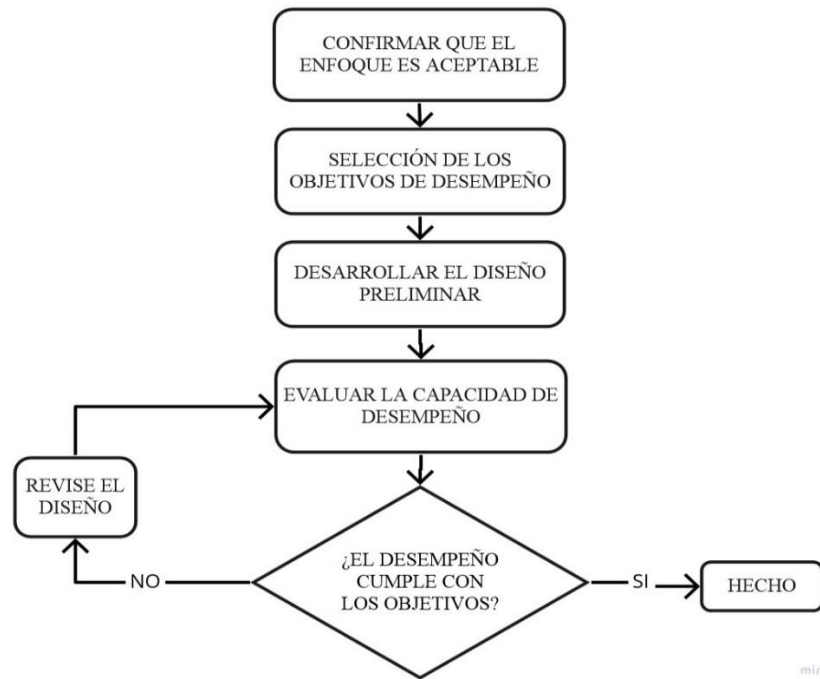 CONFIRMAR QUE EL
ENFOQUE ES ACEPTABLE
SELECCIÓN DE LOS
OBJETIVOS DE DESEMPEÑO
DESARROLLAR EL DISEÑO
PRELIMINAR
EVALUAR LA CAPACIDAD DE
DESEMPEÑO
REVISE EL
DISEÑO
¿EL DESEMPEÑO
CUMPLE CON
LOS OBJETIVOS?
NO
SI
HECHO